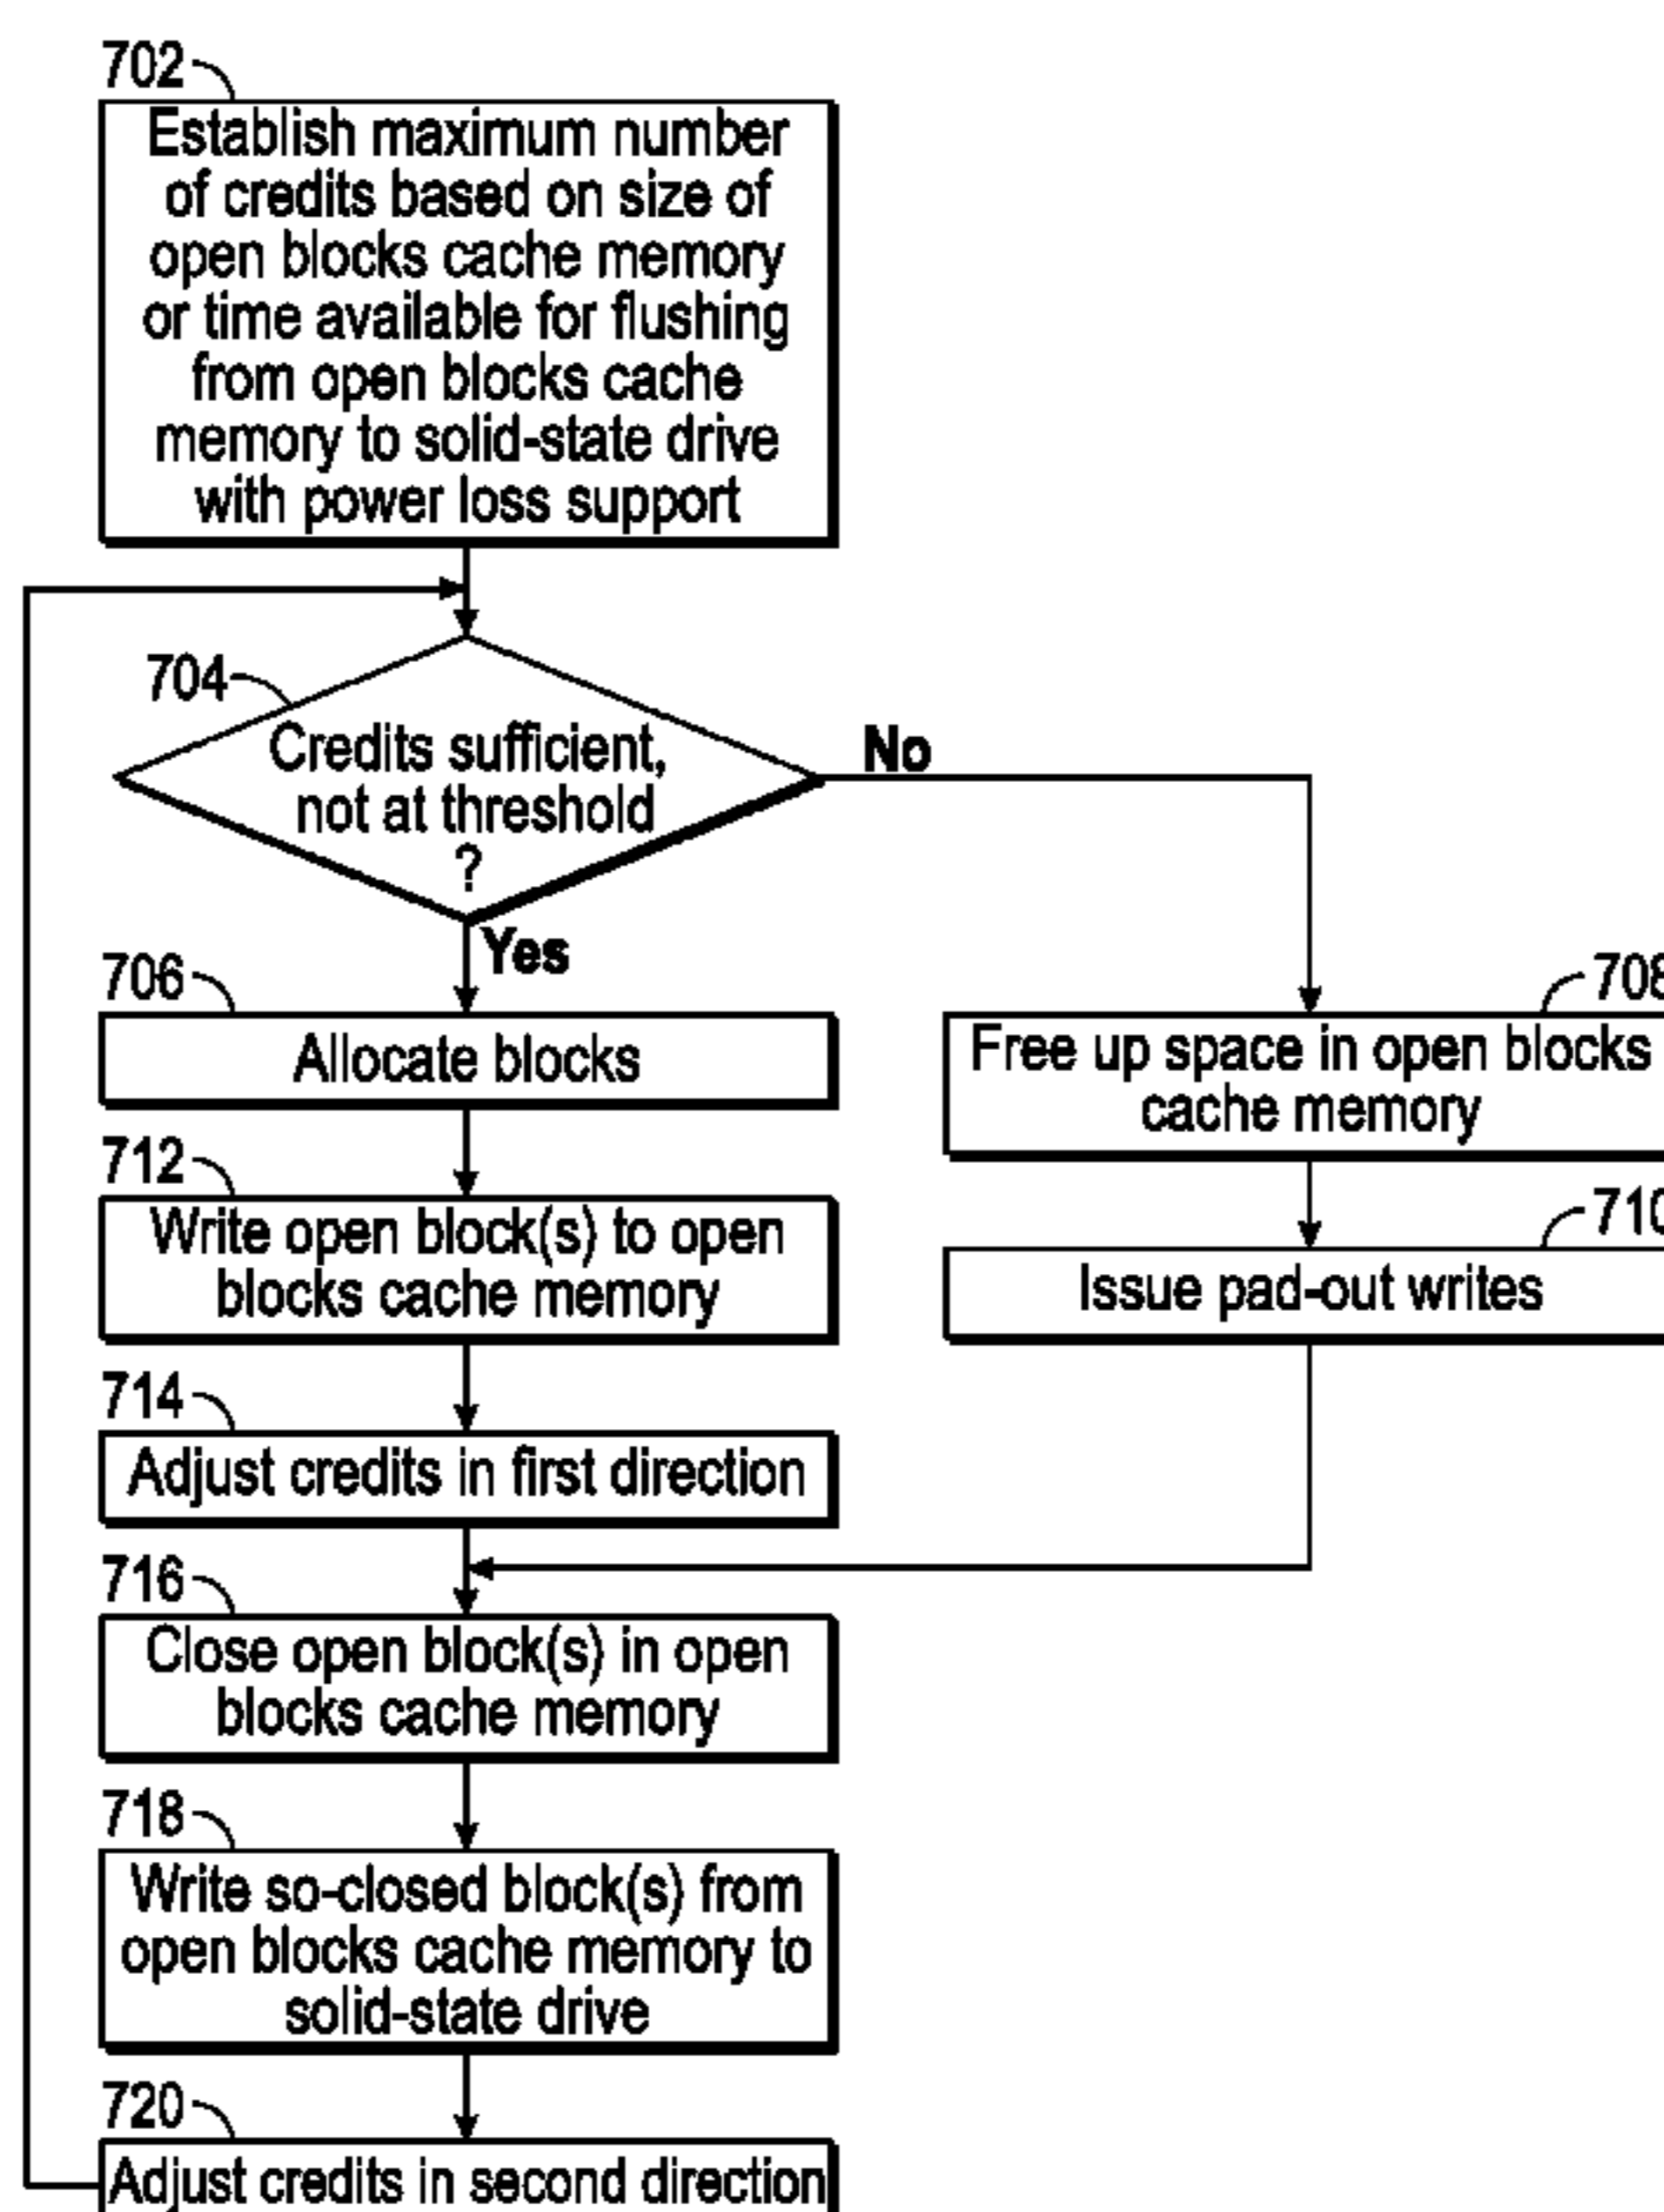 702
Establish maximum number
of credits based on size of
open blocks cache memory
or time available for flushing
from open blocks cache
memory to solid-state drive
with power loss support
704
Credits sufficient,
not at threshold
?
No
Yes
706
Allocate blocks
708
Free up space in open blocks
cache memory
712
Write open block(s) to open
blocks cache memory
710
Issue pad-out writes
714
Adjust credits in first direction
716
Close open block(s) in open
blocks cache memory
718
Write so-closed block(s) from
open blocks cache memory to
solid-state drive
720
Adjust credits in second direction